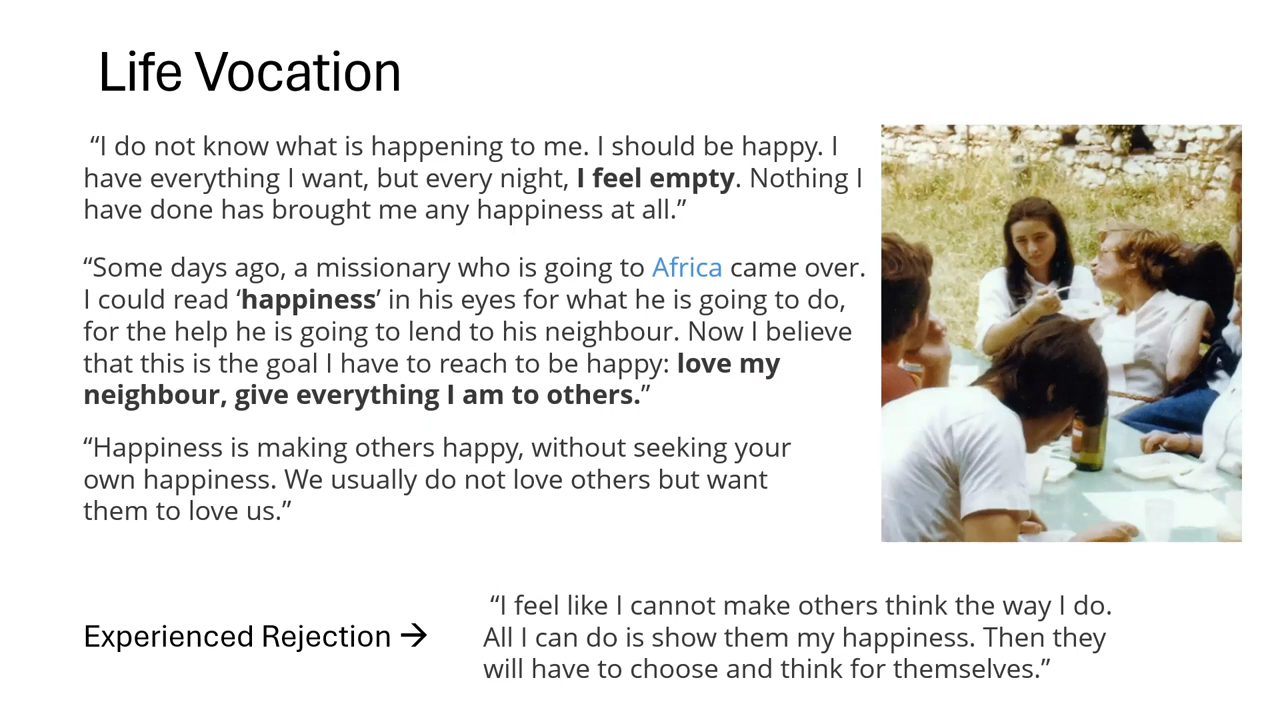 Life Vocation
“I do not know what is happening to me. I should be happy. I
have everything I want, but every night, I feel empty. Nothing I
have done has brought me any happiness at all.”
“Some days ago, a missionary who is going to Africa came over.
I could read ‘happiness’ in his eyes for what he is going to do,
for the help he is going to lend to his neighbour. Now I believe
that this is the goal I have to reach to be happy: love my
neighbour, give everything I am to others.”
“Happiness is making others happy, without seeking your
own happiness. We usually do not love others but want
them to love us.”
Experienced Rejection →
“I feel like I cannot make others think the way I do.
All I can do is show them my happiness. Then they
will have to choose and think for themselves.”